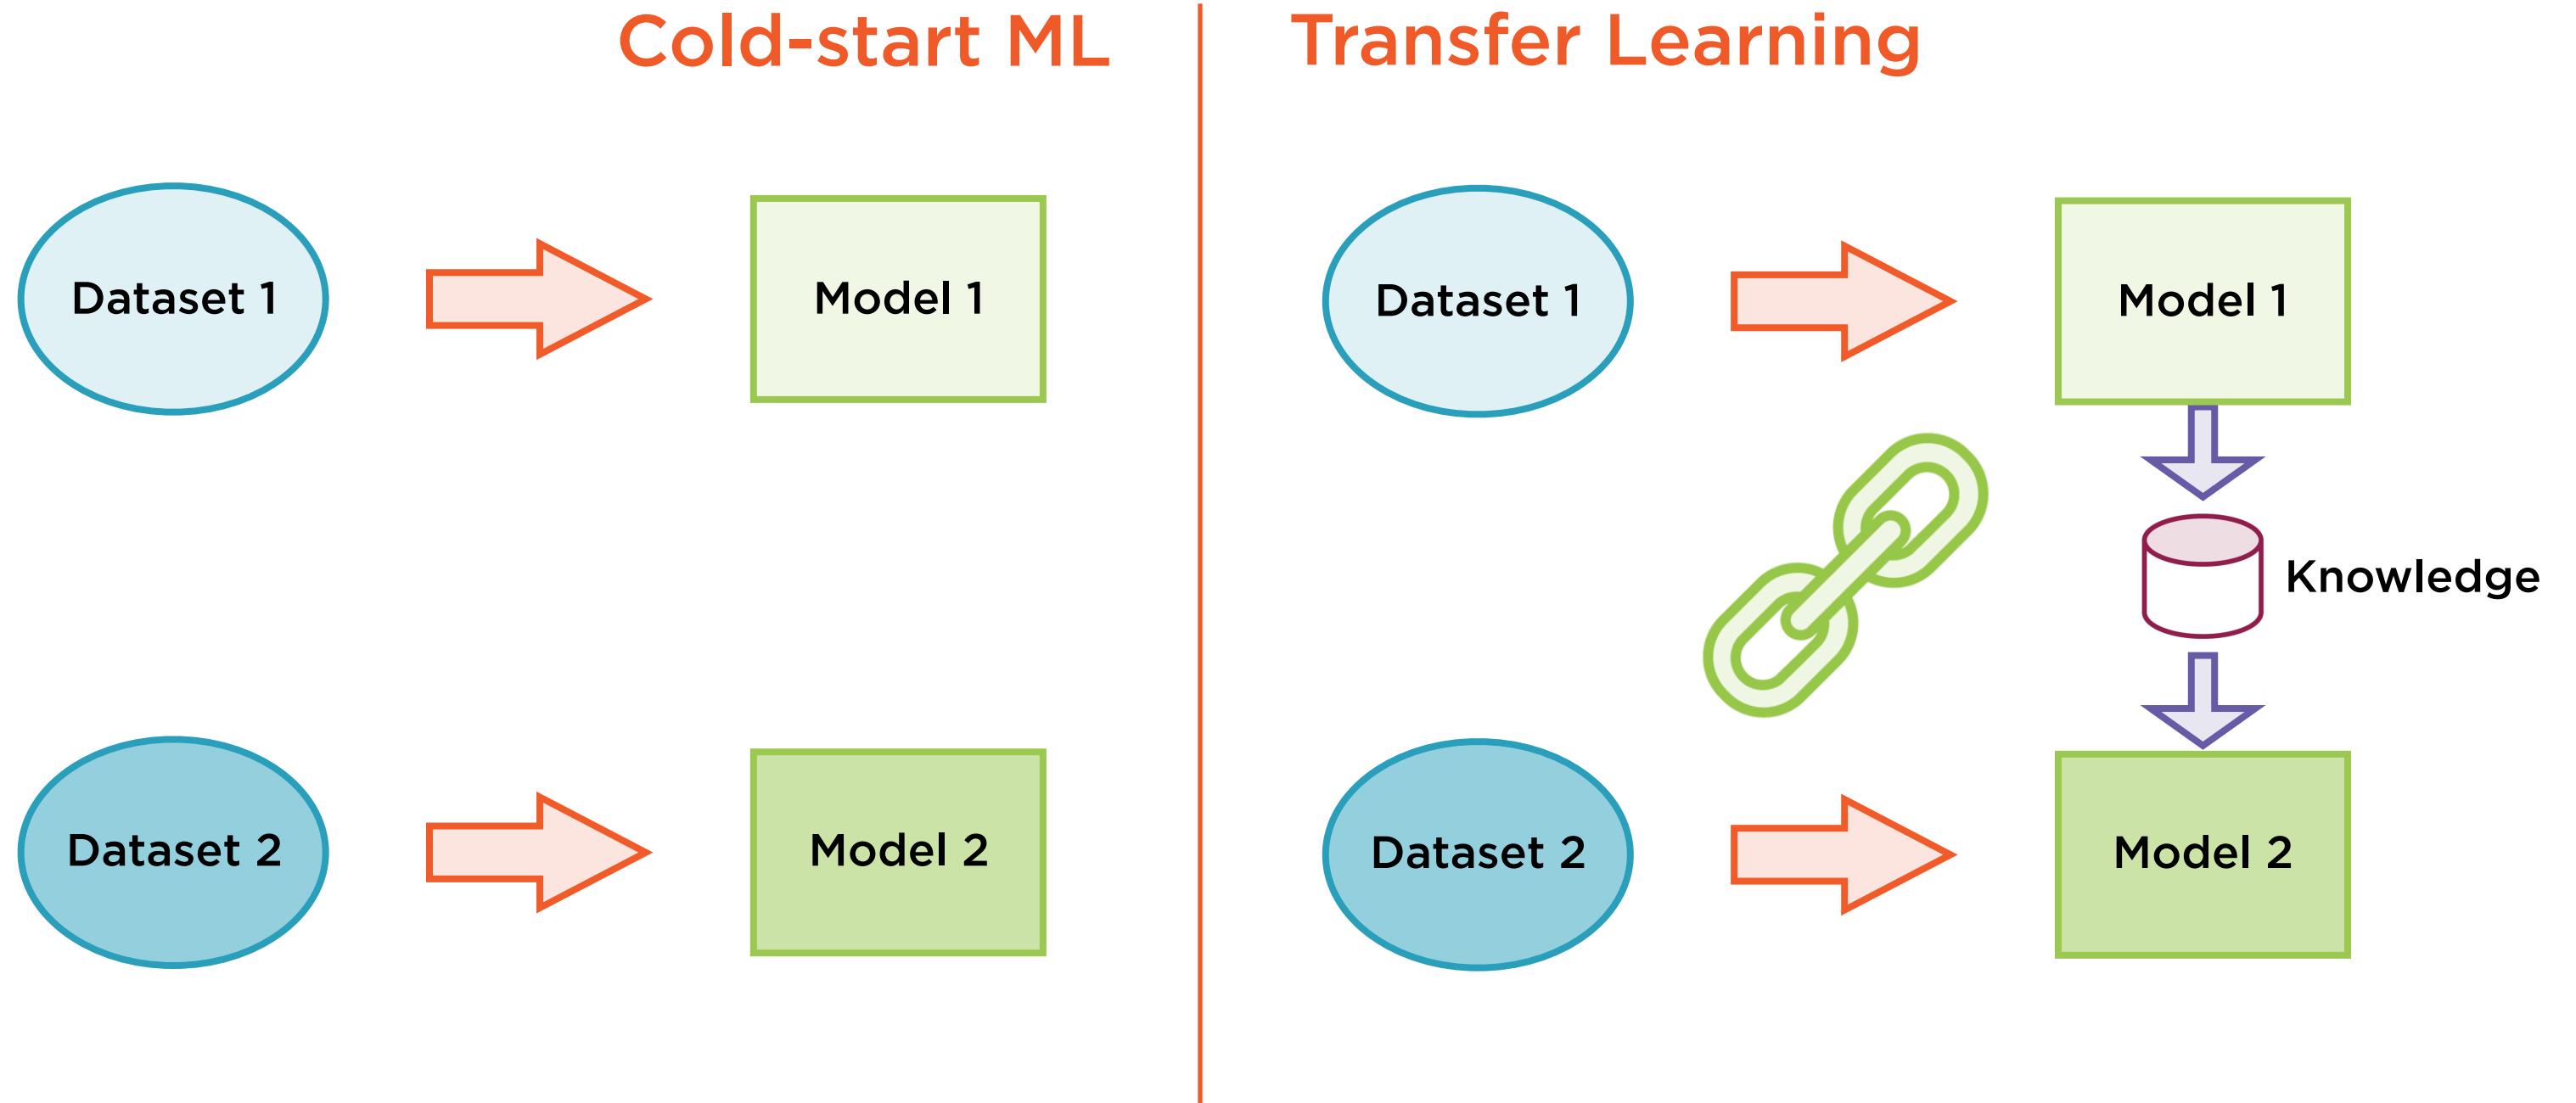 Cold-start ML
Dataset 1
Model 1
Dataset 2
Model 2
Transfer Learning
Dataset 1
Model 1
Knowledge
Dataset 2
Model 2